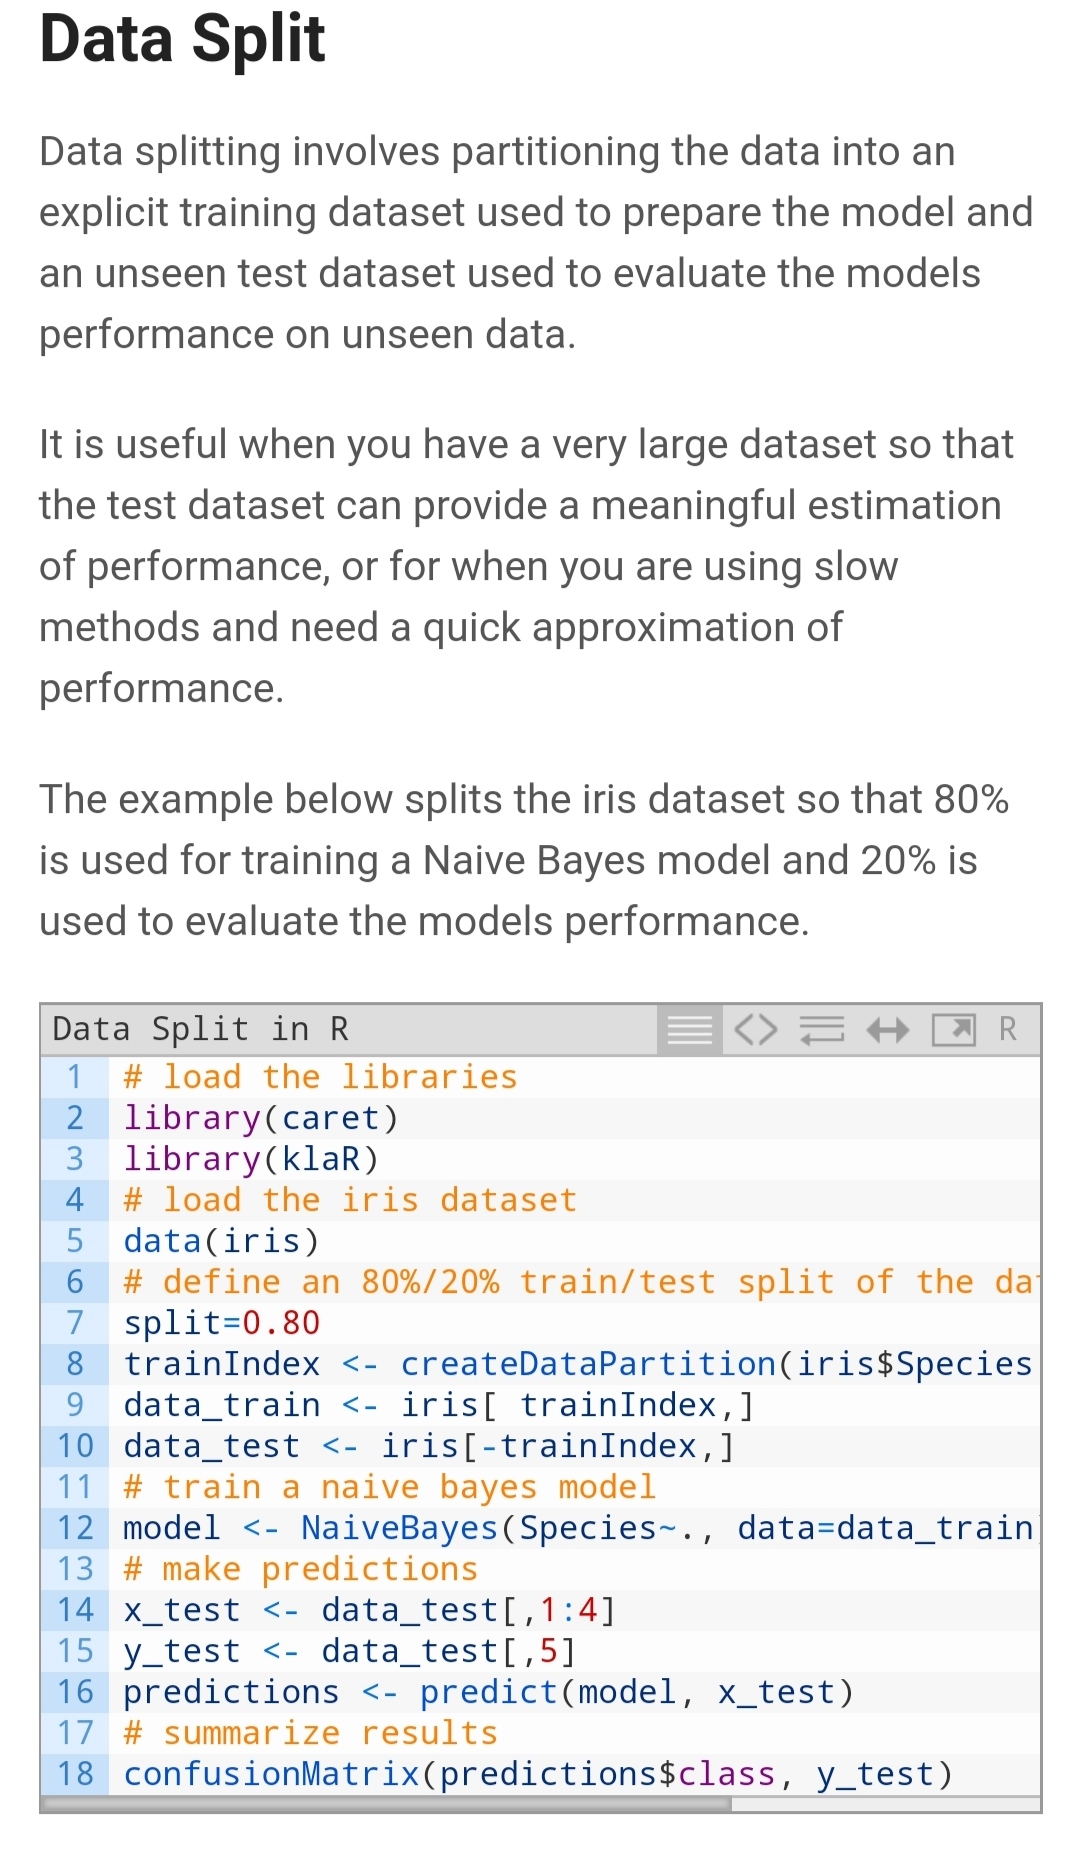 Data Split
Data splitting involves partitioning the data into an
explicit training dataset used to prepare the model and
an unseen test dataset used to evaluate the models
performance on unseen data.
It is useful when you have a very large dataset so that
the test dataset can provide a meaningful estimation
of performance, or for when you are using slow
methods and need a quick approximation of
performance.
The example below splits the iris dataset so that 80%
is used for training a Naive Bayes model and 20% is
used to evaluate the models performance.
Data Split in R R
1 # load the libraries
2 library(caret)
3 library(klaR)
4 # load the iris dataset
5 data(iris)
6 # define an 80%/20% train/test split of the
7 split=0.80
8 trainIndex <- createDataPartition(iris$Species
9 data_train <- iris[ trainIndex,]
10 data_test <- iris[-trainIndex,]
11 # train a naive bayes model
12 model <- NaiveBayes(Species~., data=data_train
13 # make predictions
14 x_test <- data_test[,1:4]
15 y_test <- data_test[,5]
16 predictions <- predict(model, x_test)
17 # summarize results
18 confusionMatrix(predictions$class, y_test)